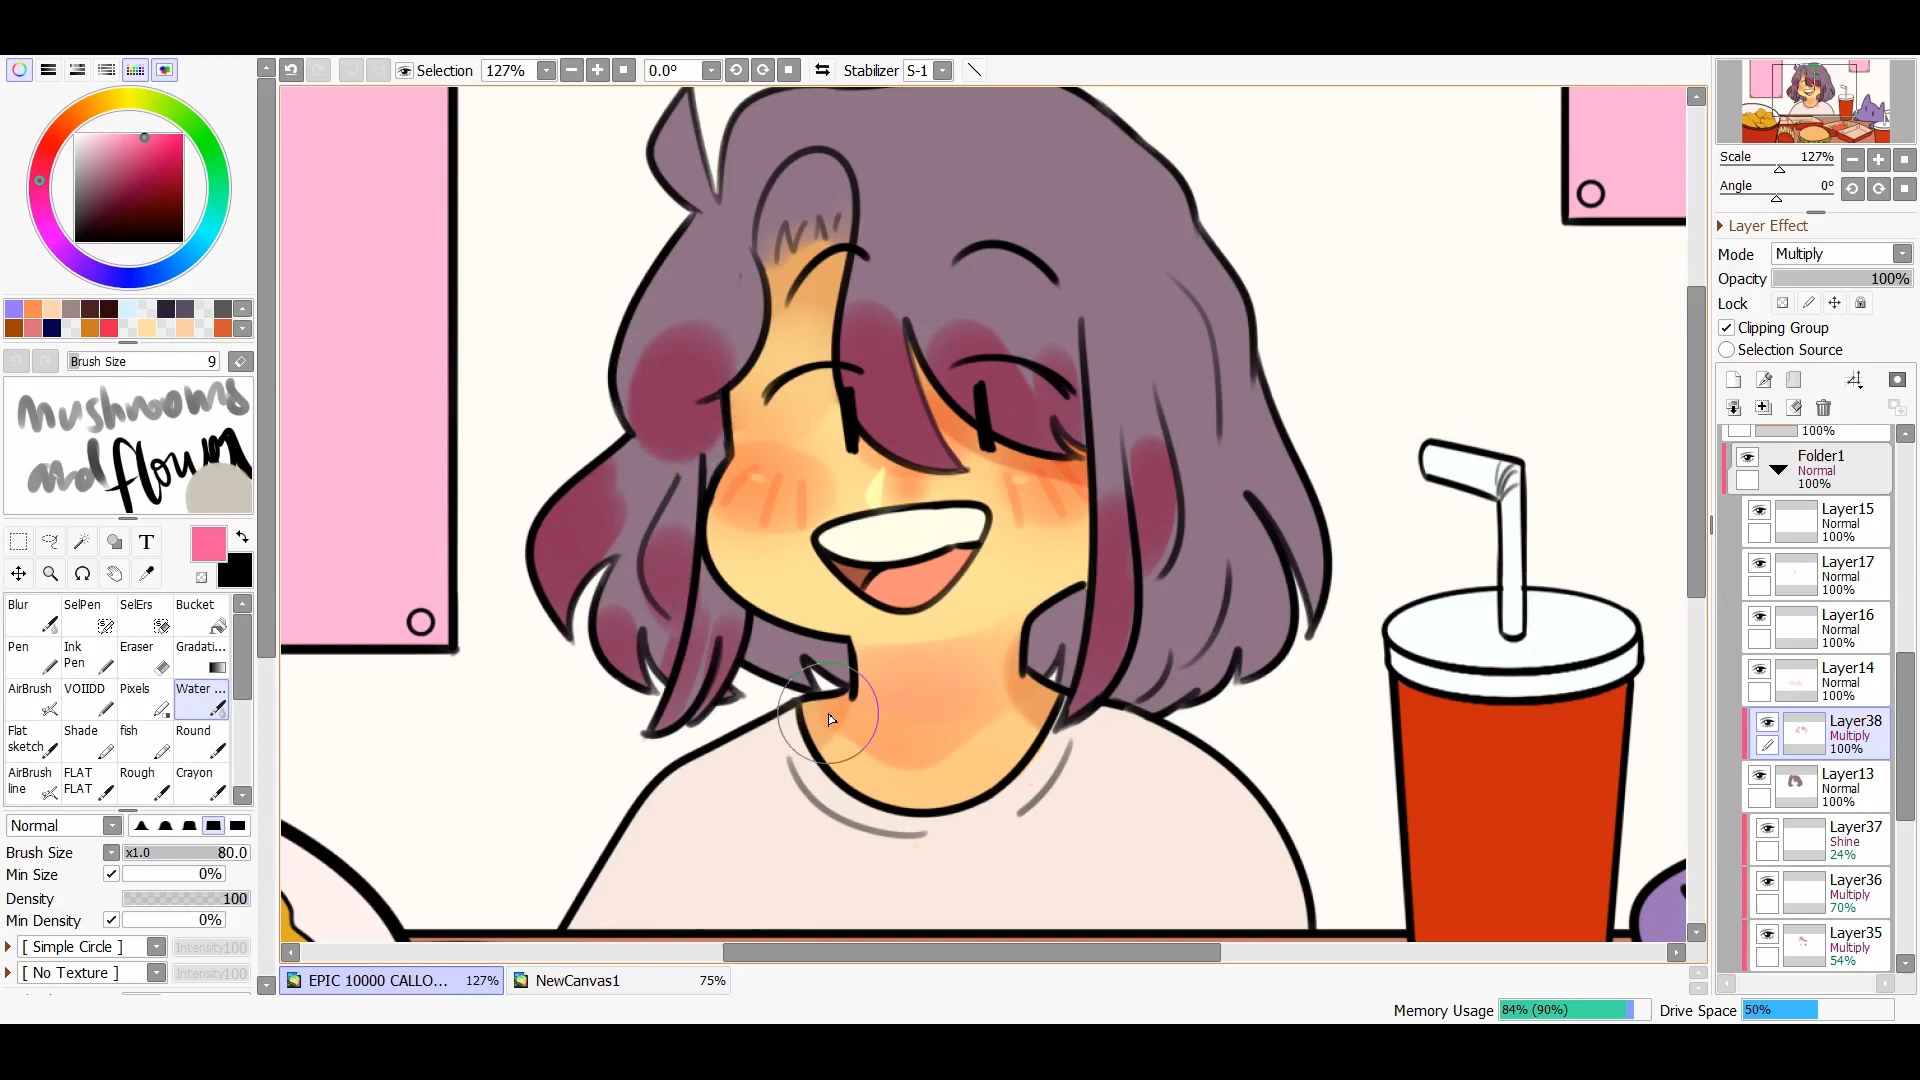 Selection 127% 0.0° Stabilizer S-1
Brush Size 9
mushrooms
and flowers
T
Blur SelPen SelErs Bucket
Pen Ink Pen Eraser Gradati...
AirBrush VOIIDD Pixels Water ...
Flat sketch Shade fish Round
AirBrush line FLAT FLAT Rough Crayon
Normal
Brush Size x1.0 80.0
Min Size 0%
Density 100
Min Density 0%
[ Simple Circle ] Intensity100
[ No Texture ] Intensity100
EPIC 10000 CALLO... 127% NewCanvas1 75%
Scale 127%
Angle 0°
Layer Effect
Mode Multiply
Opacity 100%
Lock
Clipping Group
Selection Source
100%
Folder1
Normal
100%
Layer15
Normal
100%
Layer17
Normal
100%
Layer16
Normal
100%
Layer14
Normal
100%
Layer38
Multiply
100%
Layer13
Normal
100%
Layer37
Shine
24%
Layer36
Multiply
70%
Layer35
Multiply
54%
Memory Usage 84% (90%) Drive Space 50%